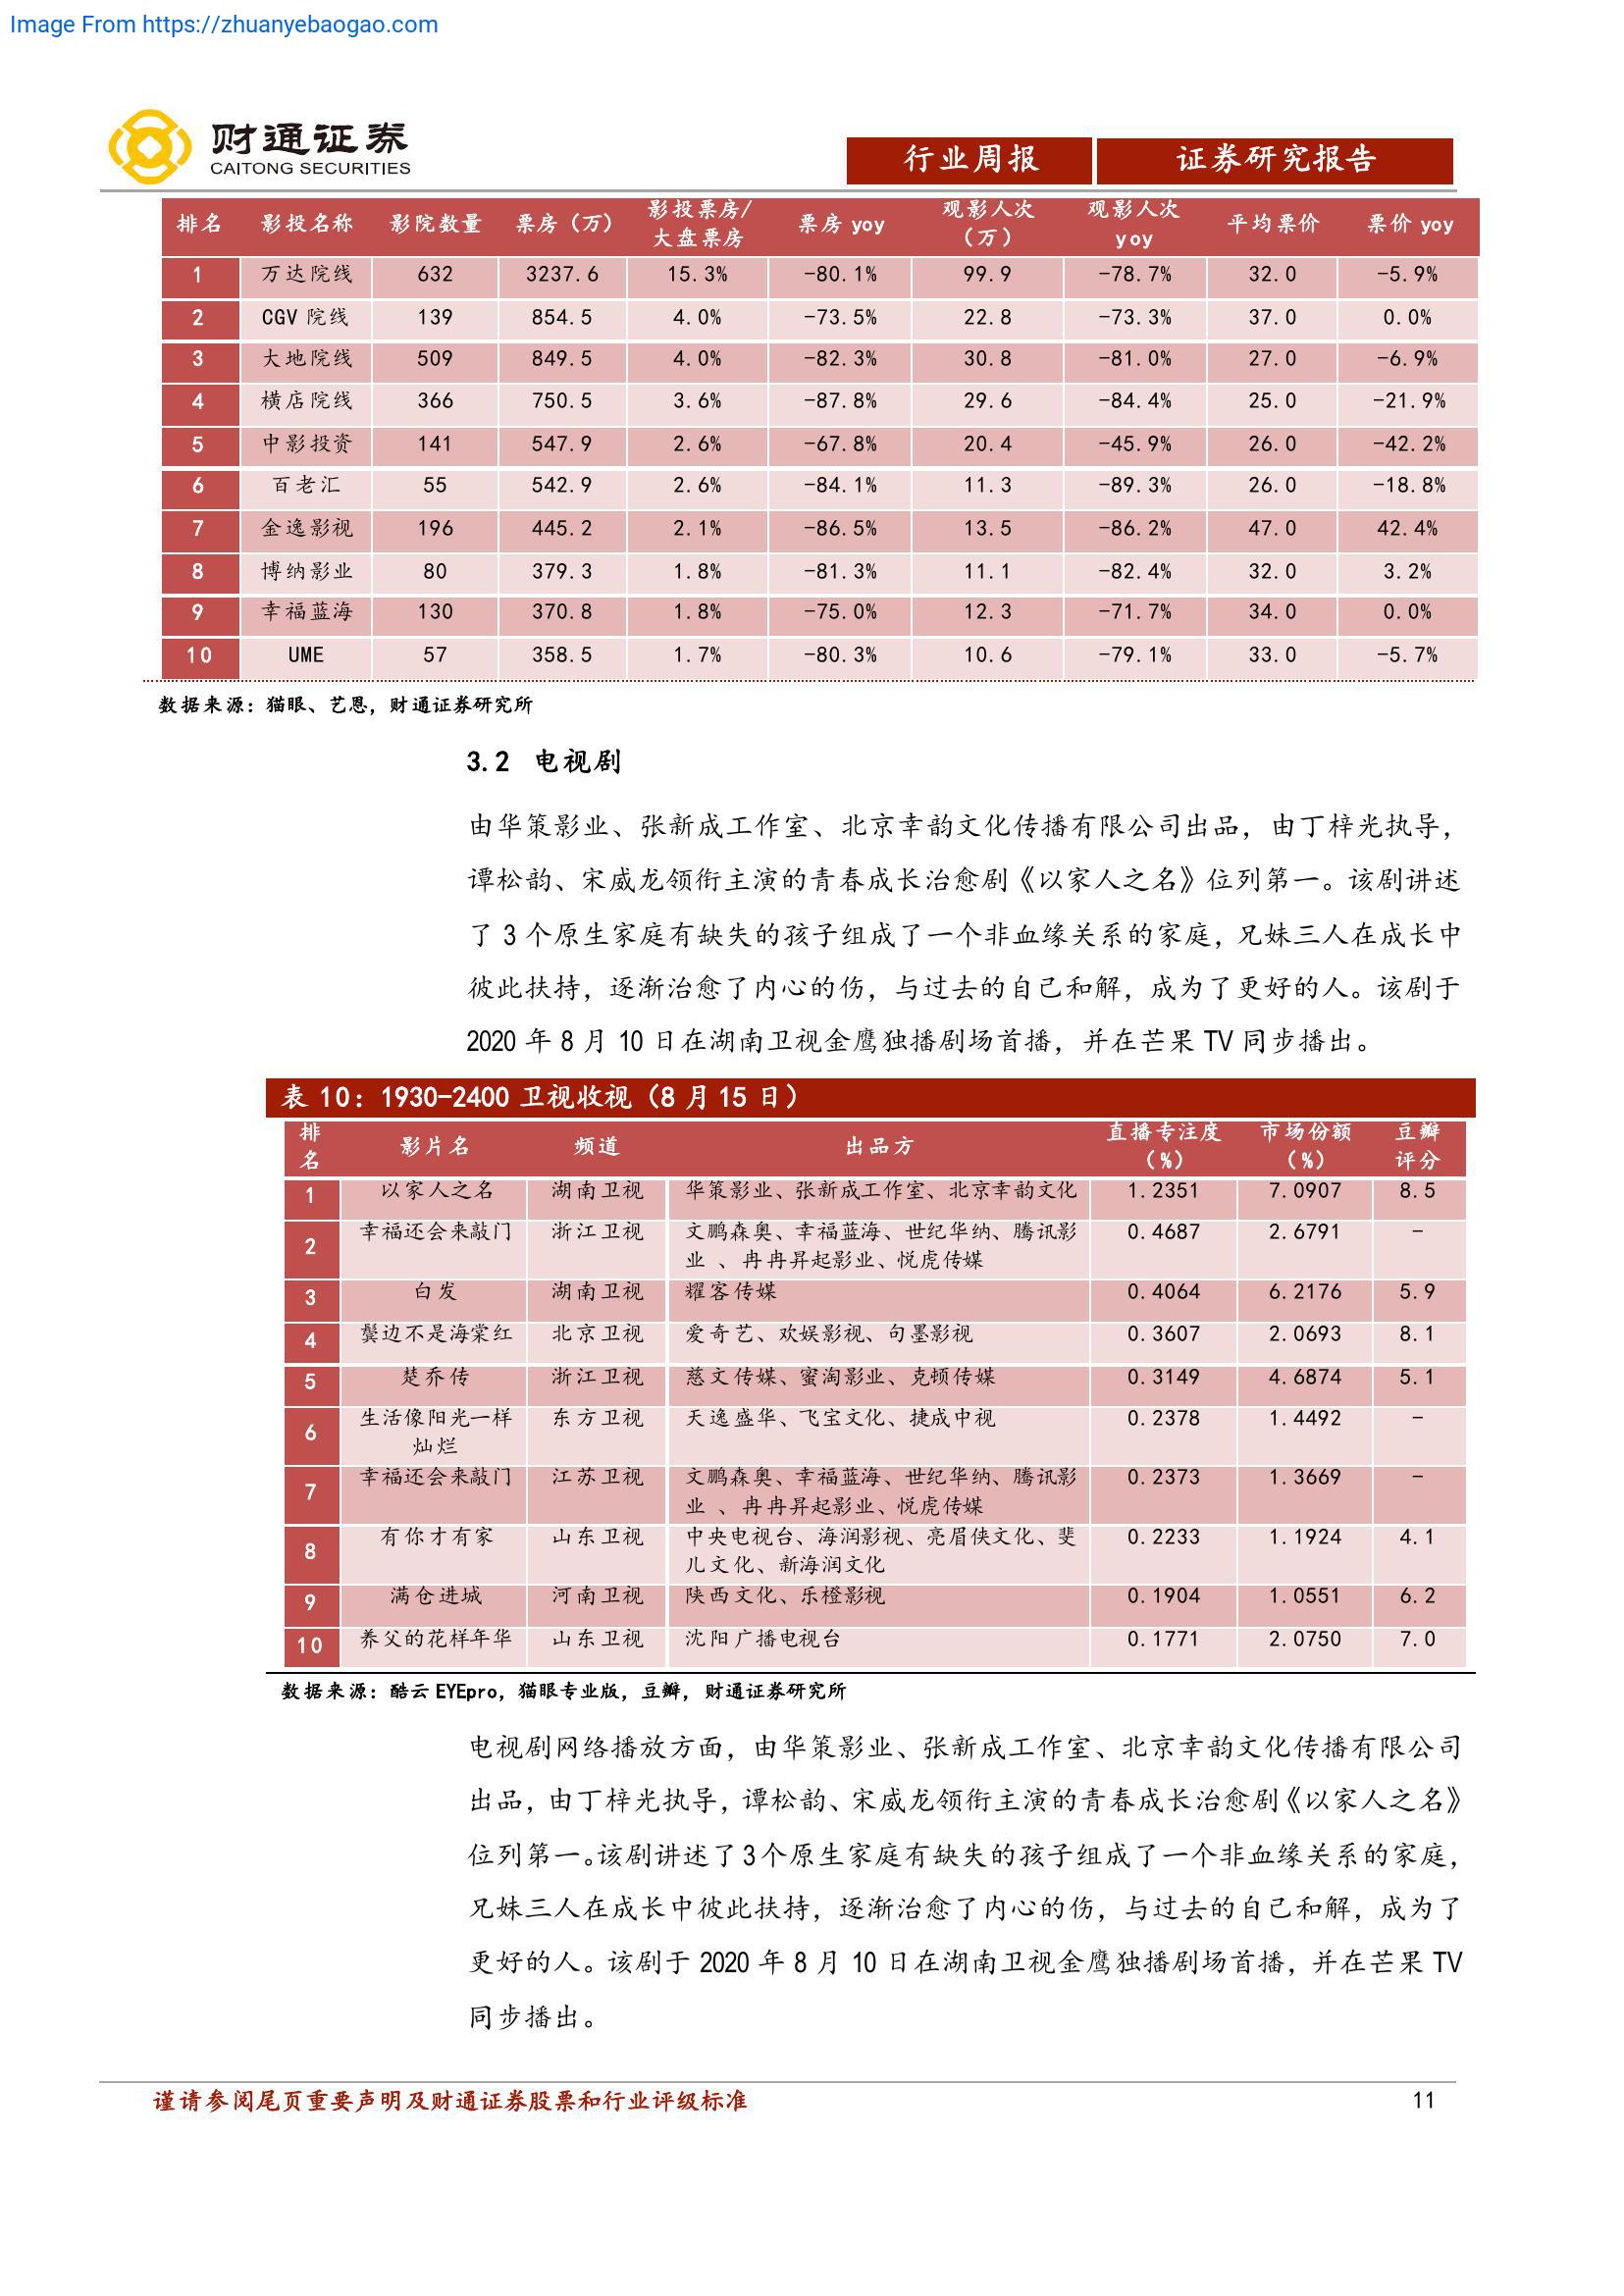 Image From https://zhuanyebaogao.com
财通证券
CAITONG SECURITIES
行业周报 证券研究报告
排名 影投名称 影院数量 票房（万） 影投票房/大盘票房 票房 yoy 观影人次（万） 观影人次 yoy 平均票价 票价 yoy
1 万达院线 632 3237.6 15.3% -80.1% 99.9 -78.7% 32.0 -5.9%
2 CGV 院线 139 854.5 4.0% -73.5% 22.8 -73.3% 37.0 0.0%
3 大地院线 509 849.5 4.0% -82.3% 30.8 -81.0% 27.0 -6.9%
4 横店院线 366 750.5 3.6% -87.8% 29.6 -84.4% 25.0 -21.9%
5 中影投资 141 547.9 2.6% -67.8% 20.4 -45.9% 26.0 -42.2%
6 百老汇 55 542.9 2.6% -84.1% 11.3 -89.3% 26.0 -18.8%
7 金逸影视 196 445.2 2.1% -86.5% 13.5 -86.2% 47.0 42.4%
8 博纳影业 80 379.3 1.8% -81.3% 11.1 -82.4% 32.0 3.2%
9 幸福蓝海 130 370.8 1.8% -75.0% 12.3 -71.7% 34.0 0.0%
10 UME 57 358.5 1.7% -80.3% 10.6 -79.1% 33.0 -5.7%
数据来源：猫眼、艺恩，财通证券研究所
3.2 电视剧
由华策影业、张新成工作室、北京幸韵文化传播有限公司出品，由丁梓光执导，
谭松韵、宋威龙领衔主演的青春成长治愈剧《以家人之名》位列第一。该剧讲述
了 3 个原生家庭有缺失的孩子组成了一个非血缘关系的家庭，兄妹三人在成长中
彼此扶持，逐渐治愈了内心的伤，与过去的自己和解，成为了更好的人。该剧于
2020 年 8 月 10 日在湖南卫视金鹰独播剧场首播，并在芒果 TV 同步播出。
表 10：1930-2400 卫视收视（8 月 15 日）
排名 影片名 频道 出品方 直播专注度（%） 市场份额（%） 豆瓣评分
1 以家人之名 湖南卫视 华策影业、张新成工作室、北京幸韵文化 1.2351 7.0907 8.5
2 幸福还会来敲门 浙江卫视 文鹏森奥、幸福蓝海、世纪华纳、腾讯影 0.4687 2.6791 -
业 、冉冉昇起影业、悦虎传媒
3 白发 湖南卫视 耀客传媒 0.4064 6.2176 5.9
4 鬓边不是海棠红 北京卫视 爱奇艺、欢娱影视、句墨影视 0.3607 2.0693 8.1
5 楚乔传 浙江卫视 慈文传媒、蜜淘影业、克顿传媒 0.3149 4.6874 5.1
6 生活像阳光一样 东方卫视 天逸盛华、飞宝文化、捷成中视 0.2378 1.4492 -
灿烂
7 幸福还会来敲门 江苏卫视 文鹏森奥、幸福蓝海、世纪华纳、腾讯影 0.2373 1.3669 -
业 、冉冉昇起影业、悦虎传媒
8 有你才有家 山东卫视 中央电视台、海润影视、亮眉侠文化、斐 0.2233 1.1924 4.1
儿文化、新海润文化
9 满仓进城 河南卫视 陕西文化、乐橙影视 0.1904 1.0551 6.2
10 养父的花样年华 山东卫视 沈阳广播电视台 0.1771 2.0750 7.0
数据来源：酷云 EYEpro，猫眼专业版，豆瓣，财通证券研究所
电视剧网络播放方面，由华策影业、张新成工作室、北京幸韵文化传播有限公司
出品，由丁梓光执导，谭松韵、宋威龙领衔主演的青春成长治愈剧《以家人之名》
位列第一。该剧讲述了 3 个原生家庭有缺失的孩子组成了一个非血缘关系的家庭，
兄妹三人在成长中彼此扶持，逐渐治愈了内心的伤，与过去的自己和解，成为了
更好的人。该剧于 2020 年 8 月 10 日在湖南卫视金鹰独播剧场首播，并在芒果 TV
同步播出。
谨请参阅尾页重要声明及财通证券股票和行业评级标准 11